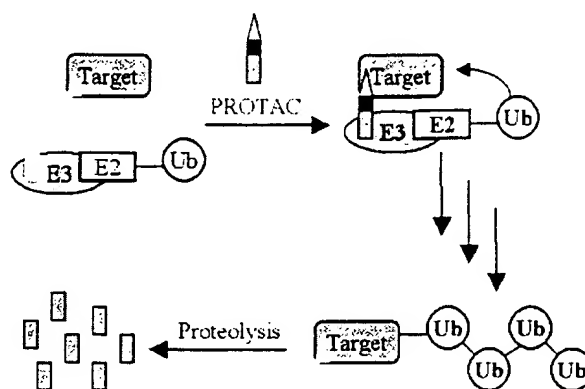 Target
PROTAC
E3 E2 Ub
Target
E3 E2 Ub
Proteolysis
Target Ub Ub Ub Ub